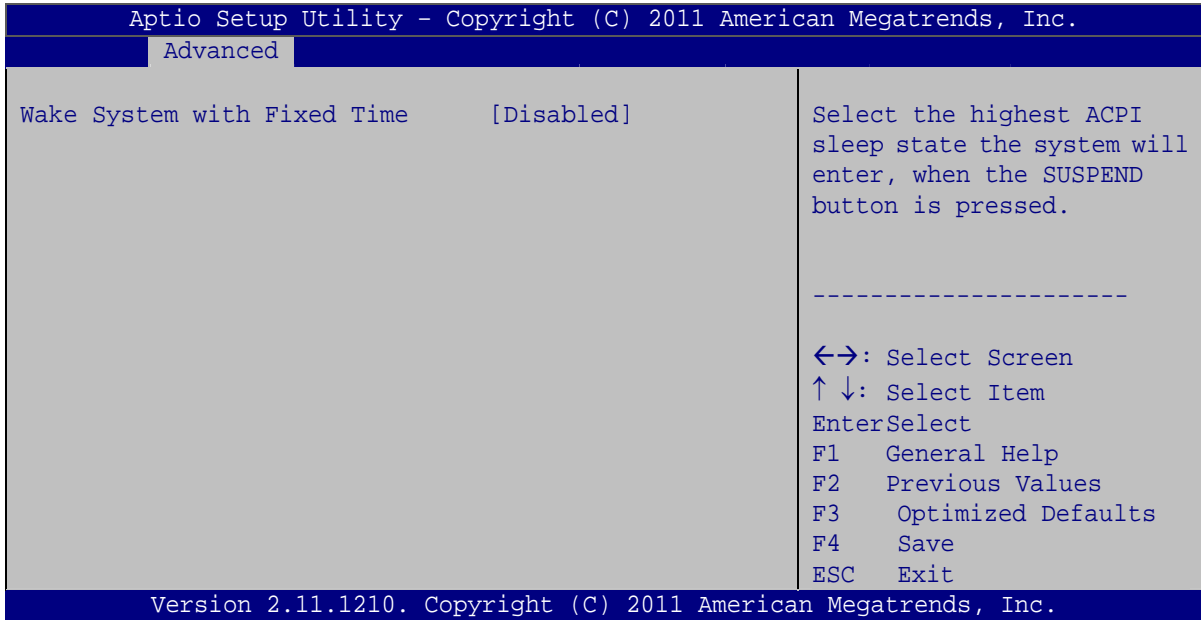 Aptio Setup Utility – Copyright (C) 2011 American Megatrends, Inc.
Advanced
Wake System with Fixed Time [Disabled]
Select the highest ACPI
sleep state the system will
enter, when the SUSPEND
button is pressed.
----------------------
←→: Select Screen
↑ ↓: Select Item
EnterSelect
F1 General Help
F2 Previous Values
F3 Optimized Defaults
F4 Save
ESC Exit
Version 2.11.1210. Copyright (C) 2011 American Megatrends, Inc.